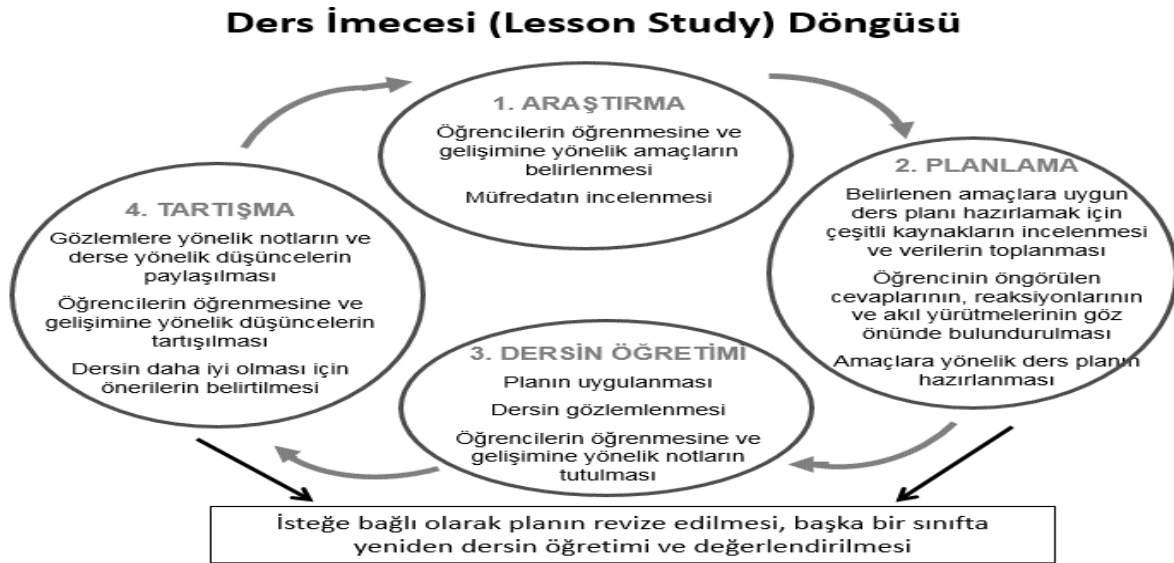 Ders İmecesi (Lesson Study) Döngüsü
1. ARAŞTIRMA
Öğrencilerin öğrenmesine ve
gelişimine yönelik amaçların
belirlenmesi
Müfredatın incelenmesi
2. PLANLAMA
Belirlenen amaçlara uygun
ders planı hazırlamak için
çeşitli kaynakların incelenmesi
ve verilerin toplanması
Öğrencinin öngörülen
cevaplarının, reaksiyonlarının
ve akıl yürütmelerinin göz
önünde bulundurulması
Amaçlara yönelik ders planın
hazırlanması
3. DERSİN ÖĞRETİMİ
Planın uygulanması
Dersin gözlemlenmesi
Öğrencilerin öğrenmesine ve
gelişimine yönelik notların
tutulması
4. TARTIŞMA
Gözlemlere yönelik notların ve
derse yönelik düşüncelerin
paylaşılması
Öğrencilerin öğrenmesine ve
gelişimine yönelik düşüncelerin
tartışılması
Dersin daha iyi olması için
önerilerin belirtilmesi
İsteğe bağlı olarak planın revize edilmesi, başka bir sınıfta
yeniden dersin öğretimi ve değerlendirilmesi